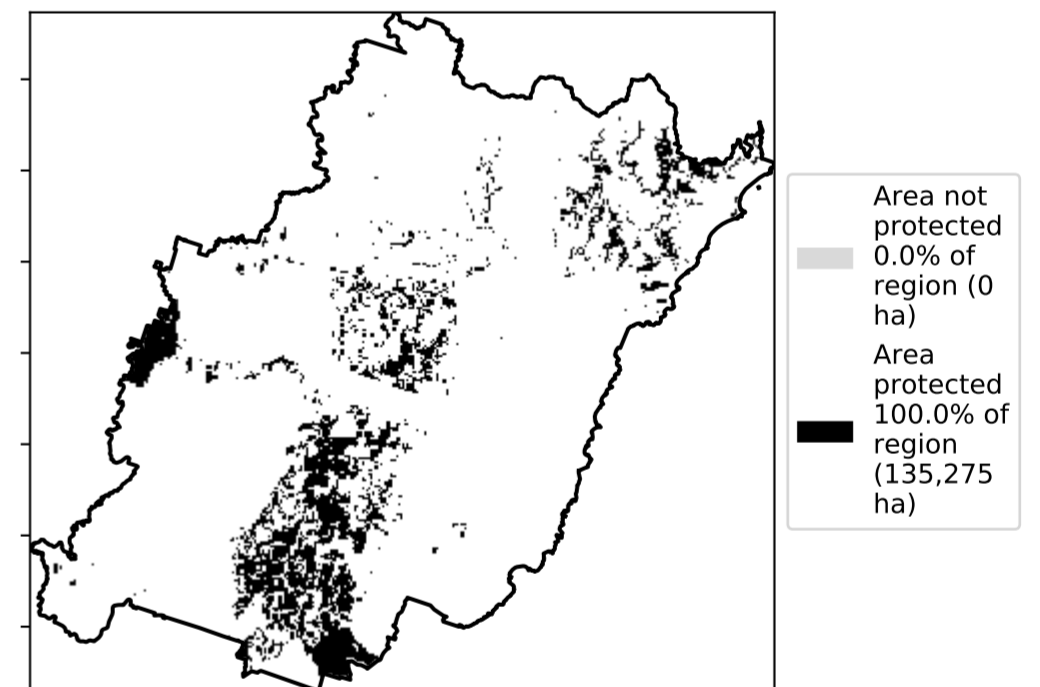 Area not
protected
0.0% of
region (0
ha)
Area
protected
100.0% of
region
(135,275
ha)